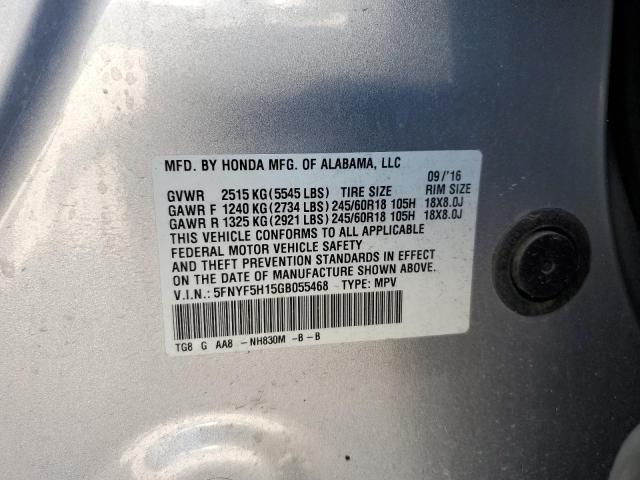 MFD. BY HONDA MFG. OF ALABAMA, LLC 09/'16
GVWR 2515 KG(5545 LBS) TIRE SIZE RIM SIZE
GAWR F 1240 KG(2734 LBS) 245/60R18 105H 18X8.0J
GAWR R 1325 KG(2921 LBS) 245/60R18 105H 18X8.0J
THIS VEHICLE CONFORMS TO ALL APPLICABLE
FEDERAL MOTOR VEHICLE SAFETY
AND THEFT PREVENTION STANDARDS IN EFFECT ON
THE DATE OF MANUFACTURE SHOWN ABOVE.
V.I.N.: 5FNYF5H15GB055468 TYPE: MPV
TG8 G AA8 - NH830M - B - B